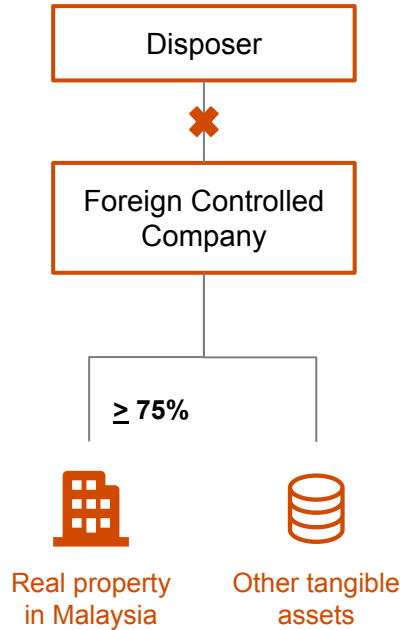 Disposer
Foreign Controlled
Company
≥ 75%
Real property
in Malaysia
Other tangible
assets